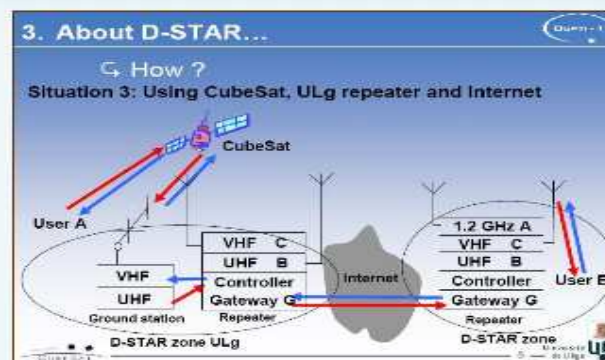 3. About D-STAR...
How ?
Situation 3: Using CubeSat, ULg repeater and Internet
CubeSat
User A
1.2 GHz A
VHF C
VHF C
UHF B
UHF B
VHF
Controller
Internet
Controller
User B
UHF
Gateway G
Gateway G
Ground station
Repeater
Repeater
D-STAR zone ULg
D-STAR zone